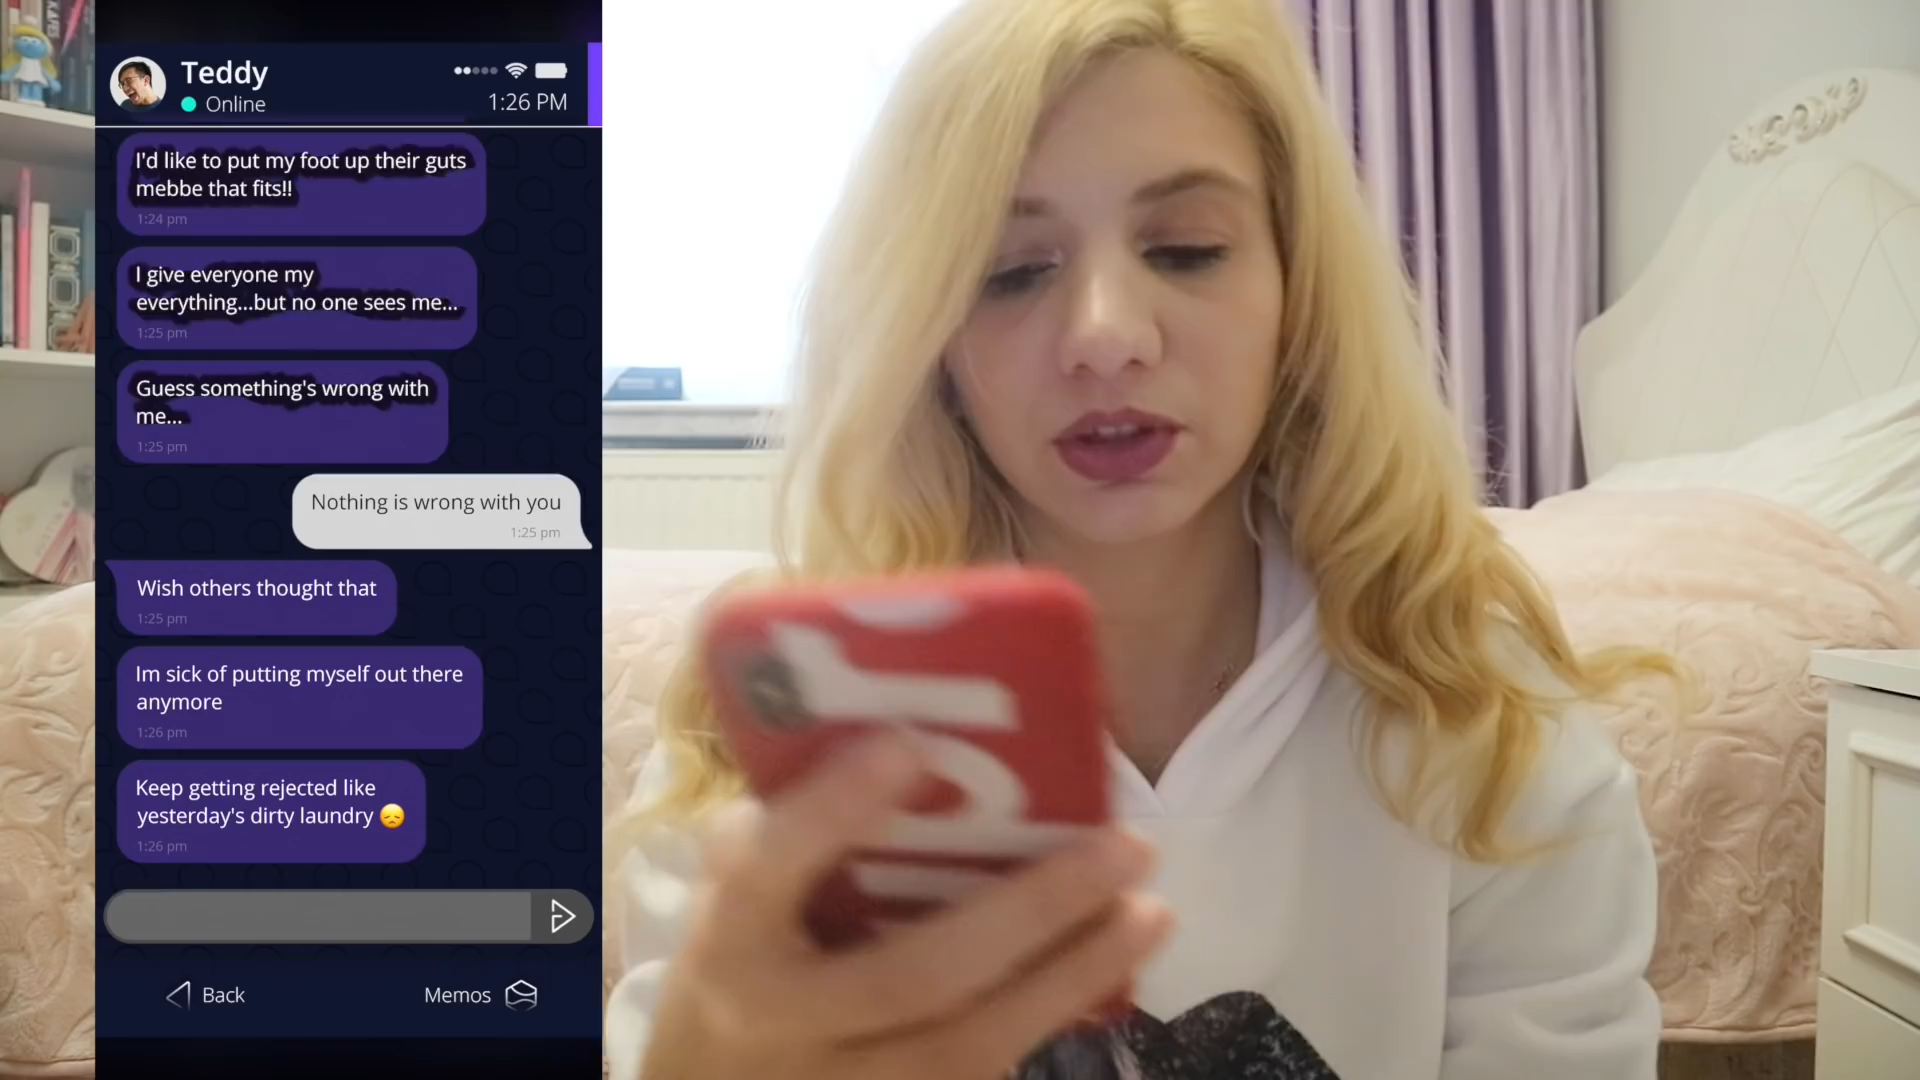 Teddy
Online
1:26 PM
I'd like to put my foot up their guts
mebbe that fits!!
1:24 pm
I give everyone my
everything...but no one sees me...
1:25 pm
Guess something's wrong with
me...
1:25 pm
Nothing is wrong with you
1:25 pm
Wish others thought that
1:25 pm
Im sick of putting myself out there
anymore
1:26 pm
Keep getting rejected like
yesterday's dirty laundry 😞
1:26 pm
Back
Memos